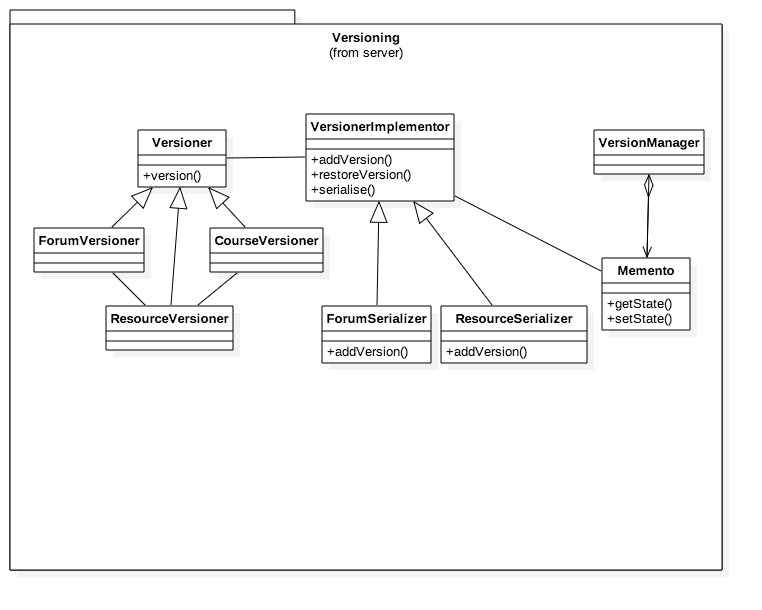 Versioning
(from server)
Versioner
+version()
VersionerImplementor
+addVersion()
+restoreVersion()
+serialise()
VersionManager
ForumVersioner
CourseVersioner
ResourceVersioner
ForumSerializer
+addVersion()
ResourceSerializer
+addVersion()
Memento
+getState()
+setState()